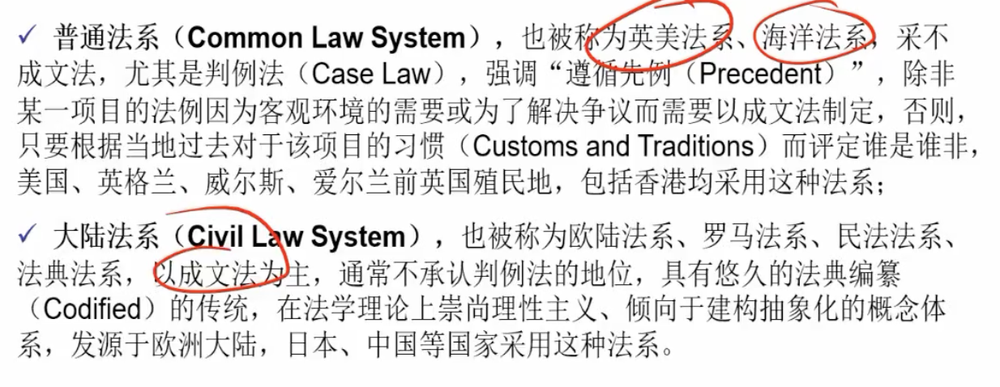 ✓ 普通法系（Common Law System），也被称为英美法系、海洋法系，采不
成文法，尤其是判例法（Case Law），强调“遵循先例（Precedent）”，除非
某一项目的法例因为客观环境的需要或为了解决争议而需要以成文法制定，否则，
只要根据当地过去对于该项目的习惯（Customs and Traditions）而评定谁是谁非，
美国、英格兰、威尔斯、爱尔兰前英国殖民地，包括香港均采用这种法系；
✓ 大陆法系（Civil Law System），也被称为欧陆法系、罗马法系、民法法系、
法典法系，以成文法为主，通常不承认判例法的地位，具有悠久的法典编纂
（Codified）的传统，在法学理论上崇尚理性主义、倾向于建构抽象化的概念体
系，发源于欧洲大陆，日本、中国等国家采用这种法系。